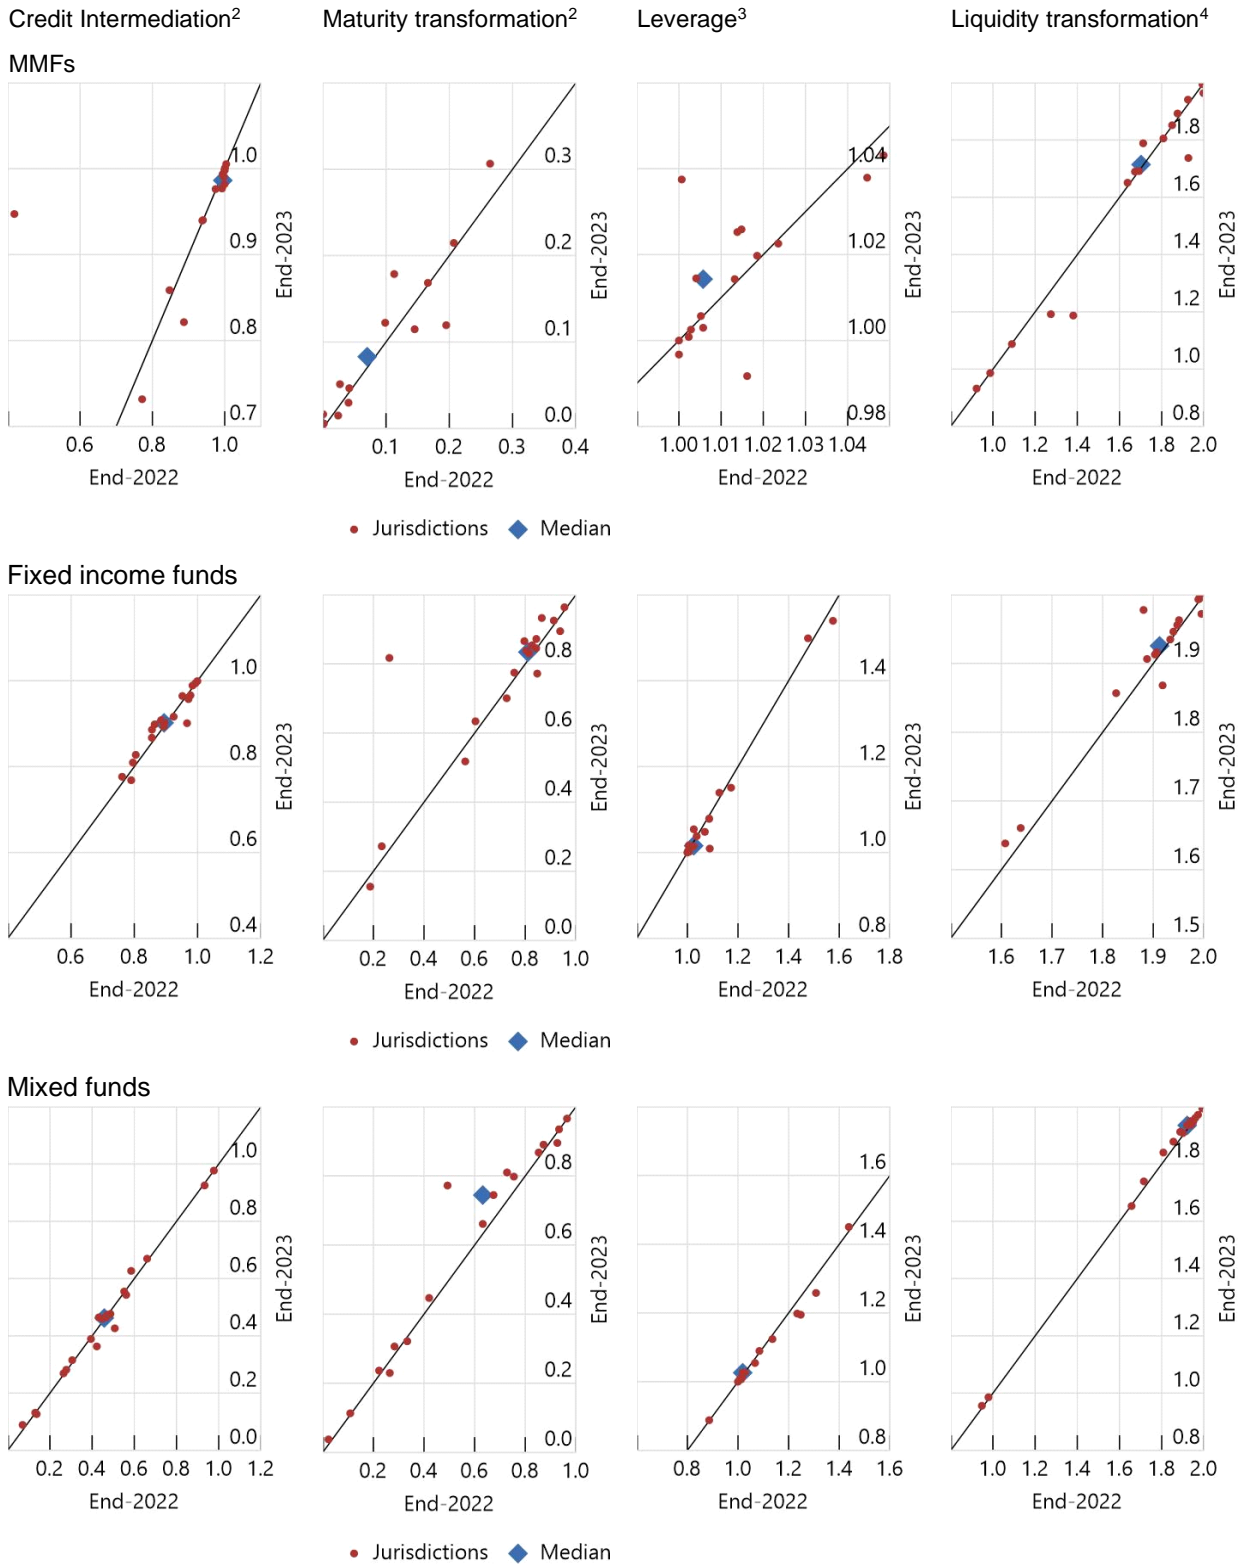 Credit Intermediation2 Maturity transformation2 Leverage3 Liquidity transformation4
MMFs
1.0 0.3 1.04 1.8
1.6
0.9 0.2 1.02 1.4
1.2
0.8 0.1 1.00 1.0
0.7 0.0 0.98 0.8
End-2023 End-2023 End-2023 End-2023
0.6 0.8 1.0 0.1 0.2 0.3 0.4 1.00 1.01 1.02 1.03 1.04 1.0 1.2 1.4 1.6 1.8 2.0
End-2022 End-2022 End-2022 End-2022
Jurisdictions Median
Fixed income funds
1.0 0.8 1.4 1.9
0.8 0.6 1.2 1.8
0.4 1.7
0.6 0.2 1.0 1.6
0.4 0.0 0.8 1.5
End-2023 End-2023 End-2023 End-2023
0.6 0.8 1.0 1.2 0.2 0.4 0.6 0.8 1.0 1.0 1.2 1.4 1.6 1.8 1.6 1.7 1.8 1.9 2.0
End-2022 End-2022 End-2022 End-2022
Jurisdictions Median
Mixed funds
1.0 0.8 1.6 1.8
0.8 0.6 1.4 1.6
0.6 0.4 1.2 1.4
0.4 1.2
0.2 0.2 1.0 1.0
0.0 0.0 0.8 0.8
End-2023 End-2023 End-2023 End-2023
0.2 0.4 0.6 0.8 1.0 1.2 0.2 0.4 0.6 0.8 1.0 0.8 1.0 1.2 1.4 1.6 1.0 1.2 1.4 1.6 1.8 2.0
End-2022 End-2022 End-2022 End-2022
Jurisdictions Median